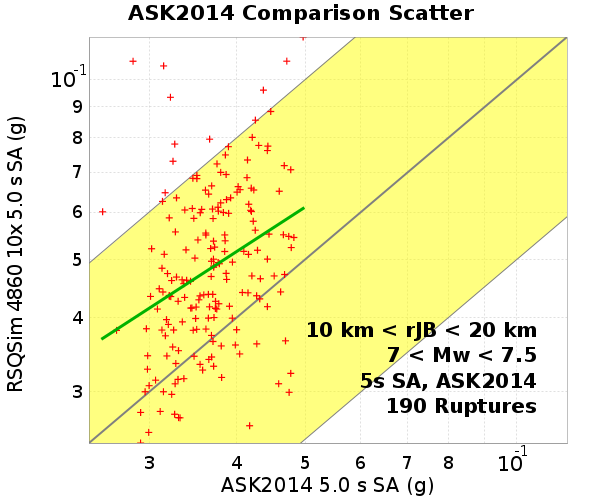 ASK2014 Comparison Scatter
RSQSim 4860 10x 5.0 s SA (g)
10-1
9
8
7
6
5
4
3
10 km < rJB < 20 km
7 < Mw < 7.5
5s SA, ASK2014
190 Ruptures
3 4 5 6 7 8 9 10-1
ASK2014 5.0 s SA (g)